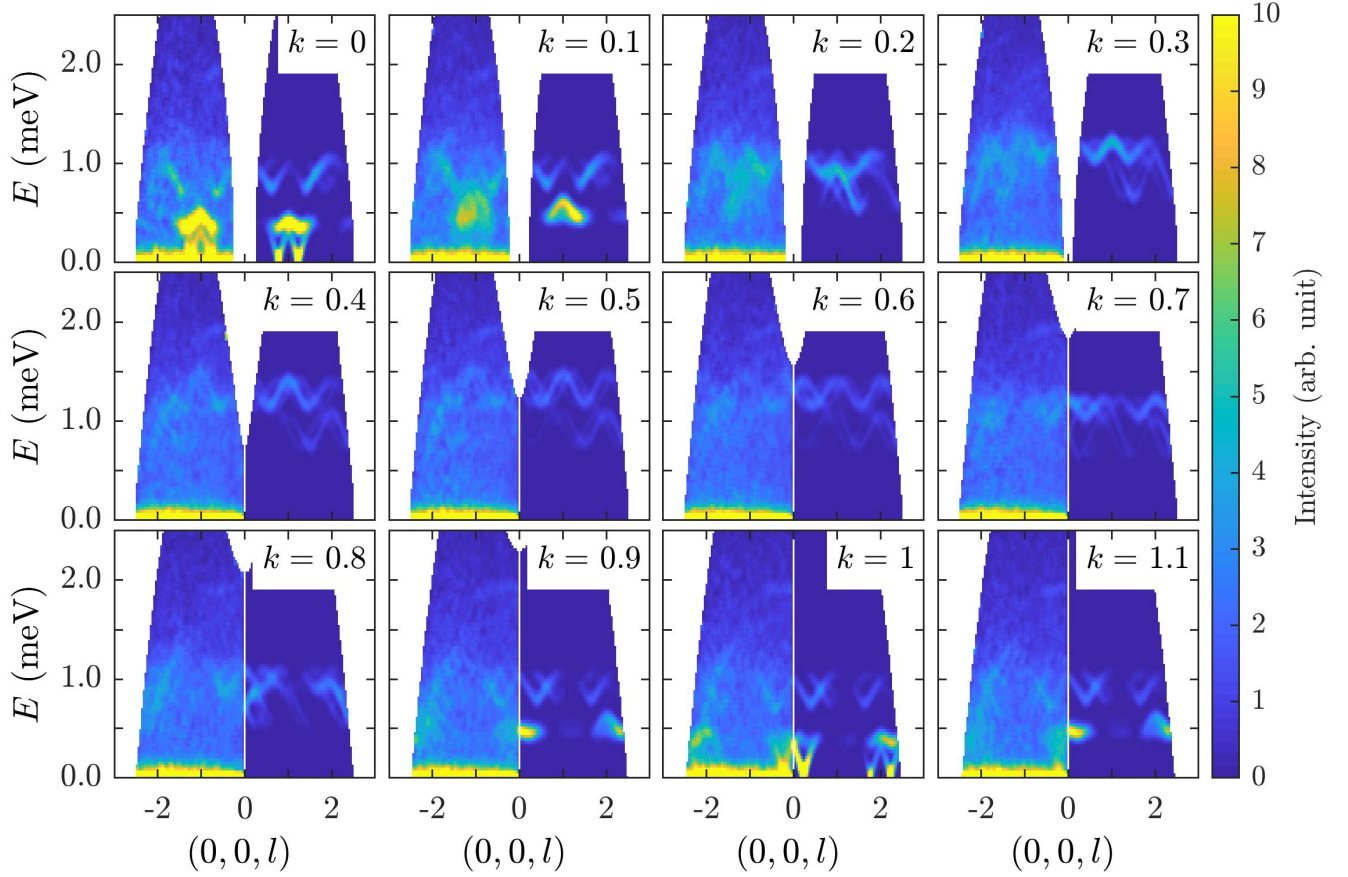 k = 0
k = 0.1
k = 0.2
k = 0.3
10
9
8
7
6
5
4
3
2
1
0
Intensity (arb. unit)
2.0
1.0
0.0
E (meV)
k = 0.4
k = 0.5
k = 0.6
k = 0.7
2.0
1.0
0.0
E (meV)
k = 0.8
k = 0.9
k = 1
k = 1.1
2.0
1.0
0.0
E (meV)
-2 0 2
-2 0 2
-2 0 2
-2 0 2
(0, 0, l)
(0, 0, l)
(0, 0, l)
(0, 0, l)